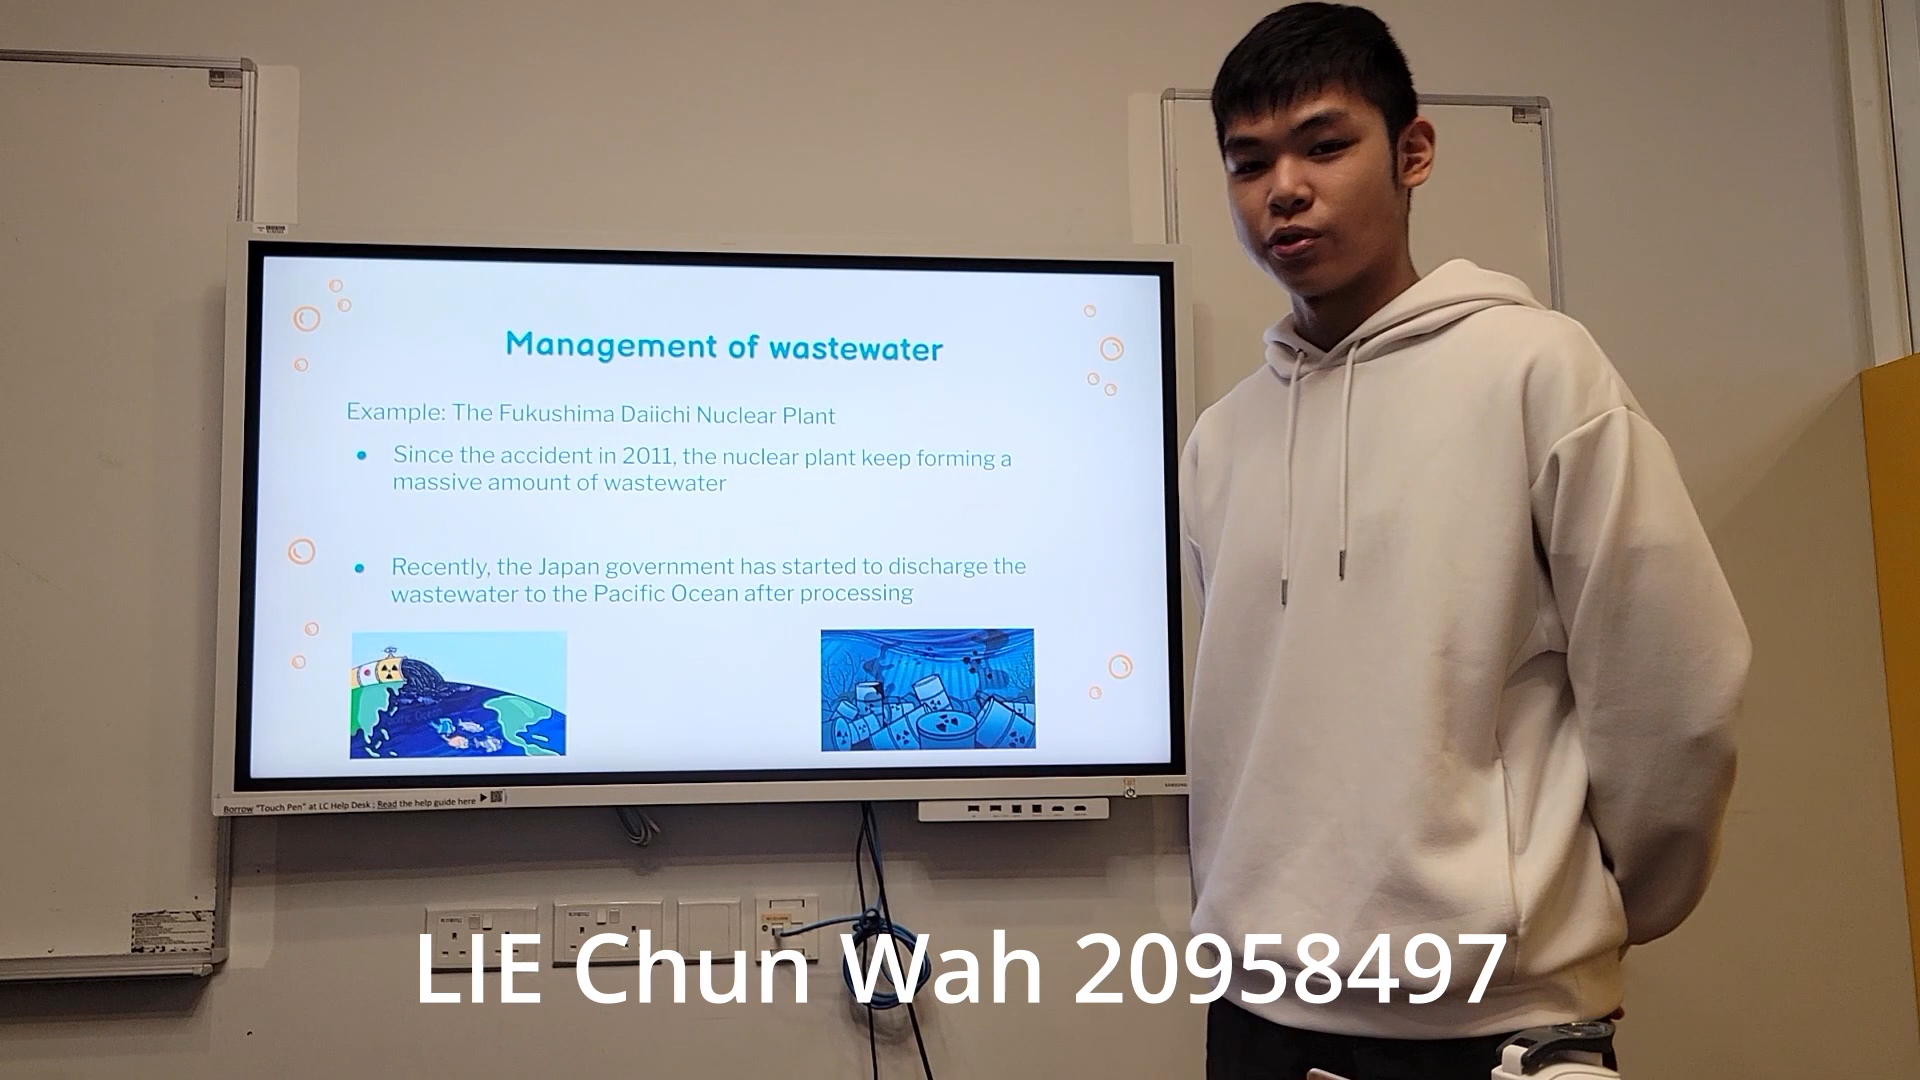 Management of wastewater
Example: The Fukushima Daiichi Nuclear Plant
Since the accident in 2011, the nuclear plant keep forming a
massive amount of wastewater
Recently, the Japan government has started to discharge the
wastewater to the Pacific Ocean after processing
Borrow "Touch Pen" at LC Help Desk ; Read the help guide here
SAMSUNG
LIE Chun Wah 20958497